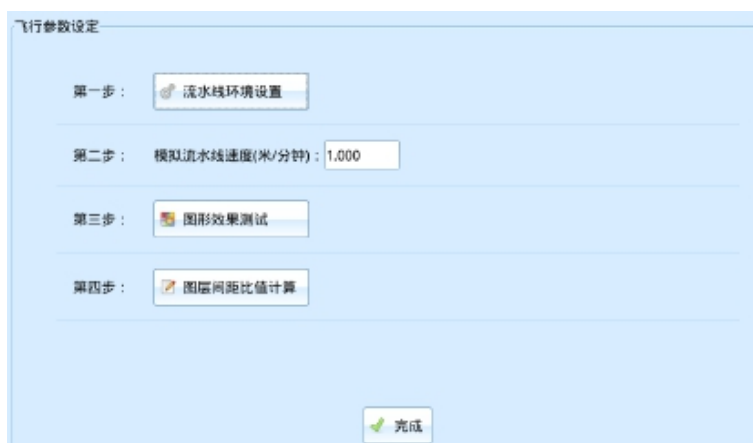 飞行参数设定
第一步： 流水线环境设置
第二步： 模拟流水线速度(米/分钟)：1.000
第三步： 图形效果测试
第四步： 图层间距比值计算
完成